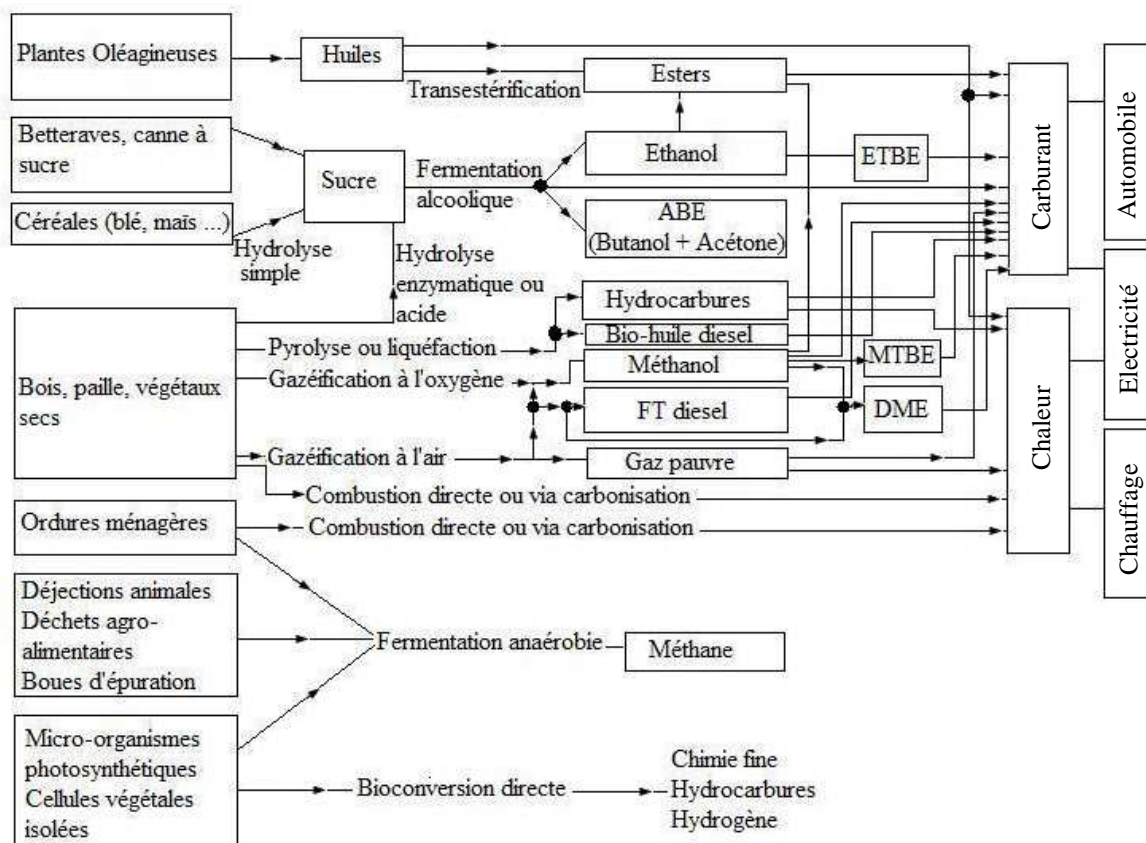 Plantes Oléagineuses
Huiles
Transestérification
Esters
Betteraves, canne à
sucre
Céréales (blé, maïs ...)
Hydrolyse
simple
Sucre
Fermentation
alcoolique
Ethanol
ETBE
ABE
(Butanol + Acétone)
Hydrolyse
enzymatique ou
acide
Bois, paille, végétaux
secs
Pyrolyse ou liquéfaction
Hydrocarbures
Bio-huile diesel
Gazéification à l'oxygène
Méthanol
MTBE
FT diesel
DME
Gazéification à l'air
Gaz pauvre
Combustion directe ou via carbonisation
Ordures ménagères
Combustion directe ou via carbonisation
Déjections animales
Déchets agro-
alimentaires
Boues d'épuration
Fermentation anaérobie
Méthane
Micro-organismes
photosynthétiques
Cellules végétales
isolées
Bioconversion directe
Chimie fine
Hydrocarbures
Hydrogène
Carburant
Chaleur
Automobile
Electricité
Chauffage